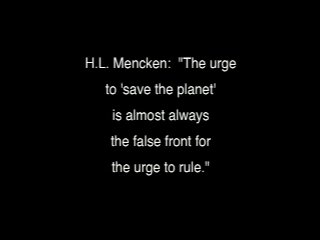 H.L. Mencken: "The urge
to 'save the planet'
is almost always
the false front for
the urge to rule."